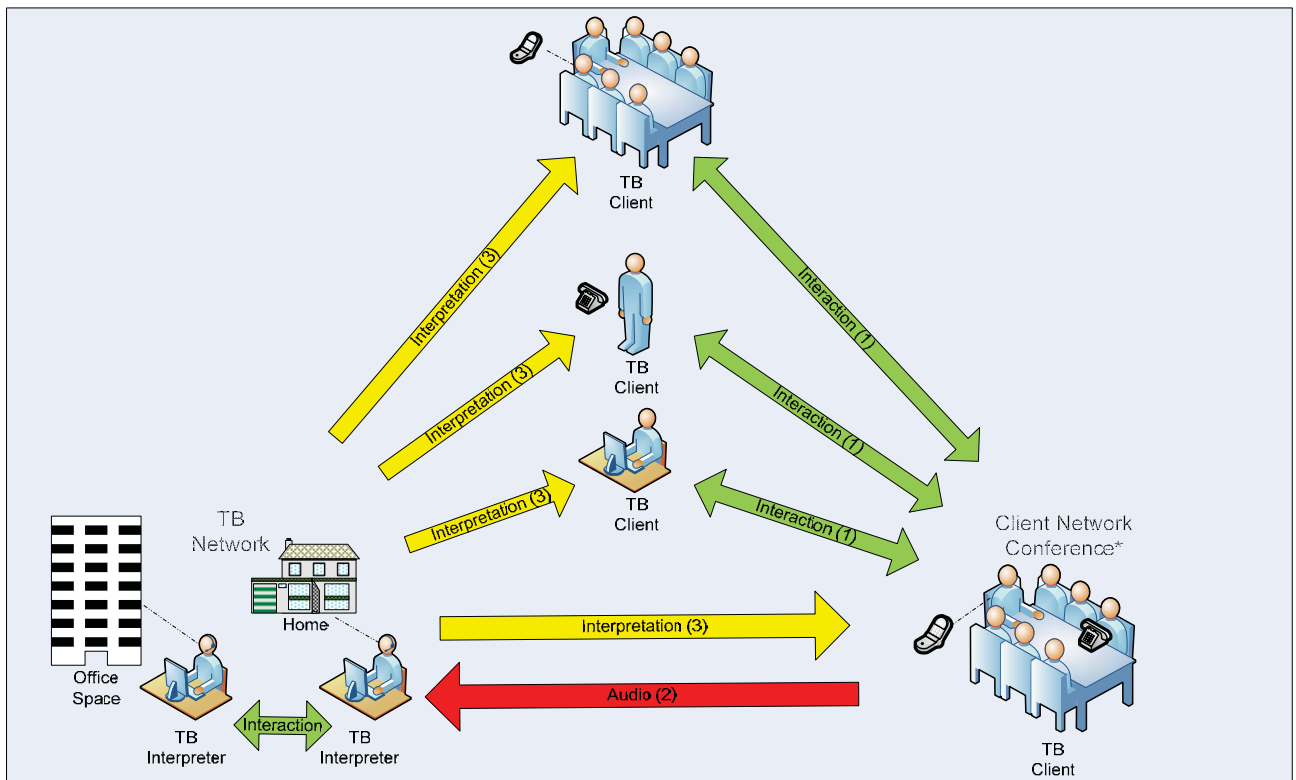 TB
Client
Interpretation (3)
Interaction (1)
TB
Client
Interpretation (3)
Interaction (1)
TB
Client
Interpretation (3)
Interaction (1)
TB
Network
Client Network
Conference*
Home
Interpretation (3)
Office
Space
Audio (2)
Interaction
TB
Interpreter
TB
Interpreter
TB
Client